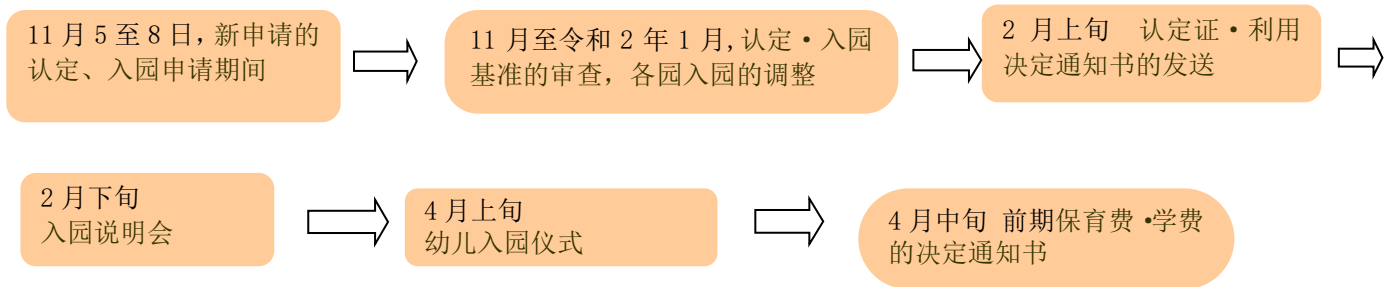 11 月 5 至 8 日，新申请的
认定、入园申请期间
11 月至令和 2 年 1 月,认定·入园
基准的审查，各园入园的调整
2 月上旬 认定证·利用
决定通知书的发送
2 月下旬
入园说明会
4 月上旬
幼儿入园仪式
4 月中旬 前期保育费·学费
的决定通知书